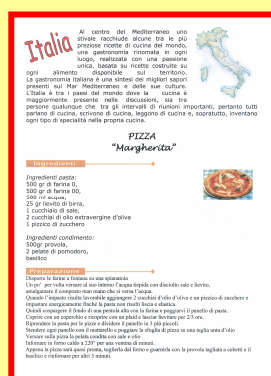 Italia
Al centro del Mediterraneo uno
stivale racchiude alcune tra le più
preziose ricette di cucina del mondo,
una gastronomia rinomata in ogni
luogo, realizzata con una passione
unica, basata su ricette costruite su
ogni alimento disponibile sul territorio.
La gastronomia italiana è una sintesi dei migliori sapori
presenti sul Mar Mediterraneo e delle sue culture.
L'Italia è tra i paesi del mondo dove la cucina è
maggiormente presente nelle discussioni, sia tra
persone qualunque che tra gli intervalli di riunioni importanti, pertanto tutti
parlano di cucina, scrivono di cucina, leggono di cucina e, sopratutto, inventano
ogni tipo di specialità nella propria cucina.
PIZZA
"Margherita"
Ingredienti
Ingredienti pasta:
500 gr di farina 0,
500 gr di farina 00,
500 ml acqua,
25 gr lievito di birra,
1 cucchiaio di sale,
2 cucchiai di olio extravergine d'oliva
1 pizzico di zucchero
Ingredienti condimento:
500gr provola,
2 pelate di pomodoro,
basilico
Preparazione
Disporre la farina a fontana su una spianatoia
Un po' per volta versare al suo interno l'acqua tiepida con disciolto sale e lievito,
amalgamare il composto man mano che si versa l'acqua.
Quando l'impasto risulta lavorabile aggiungere 2 cucchiai d'olio d'oliva e un pizzico di zucchero e
impastare energicamente finché la pasta non risulti liscia e elastica.
Quindi cospargere il fondo di una pentola alta con la farina e poggiarvi il panello di pasta.
Coprire con un coperchio e ricoprire con un plaid e lasciar lievitare per 2/3 ore.
Riprendere la pasta per le pizze e dividere il panello in 3 più piccoli.
Stendere ogni panello con il mattarello e poggiare la sfoglia di pizza su una teglia unta d'olio
Versare sulla pizza la pelata condita con sale e olio .
Infornare in forno caldo a 220° per una ventina di minuti.
Appena la pizza sarà quasi pronta, toglierla dal forno e guarnirla con la provola tagliata a cubetti e il
basilico e rinfornare per altri 5 minuti.